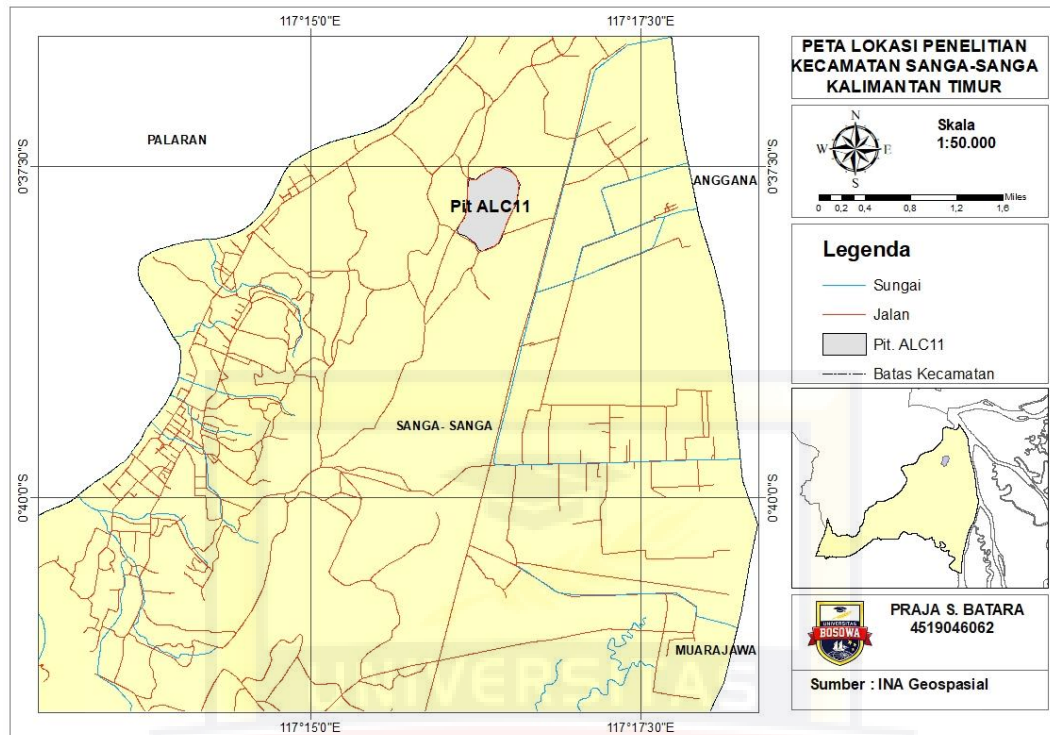 117°15'0"E
117°17'30"E
PALARAN
0°37'30"S
0°37'30"S
ANGGANA
Pit ALC11
SANGA- SANGA
0°40'0"S
0°40'0"S
MUARAJAWA
UNIVERSITAS
117°15'0"E
117°17'30"E
PETA LOKASI PENELITIAN
KECAMATAN SANGA-SANGA
KALIMANTAN TIMUR
N
W
E
S
Skala
1:50.000
Miles
0 0,2 0,4 0,8 1,2 1,6
Legenda
Sungai
Jalan
Pit. ALC11
Batas Kecamatan
UNIVERSITAS
BOSOWA
PRAJA S. BATARA
4519046062
Sumber : INA Geospasial